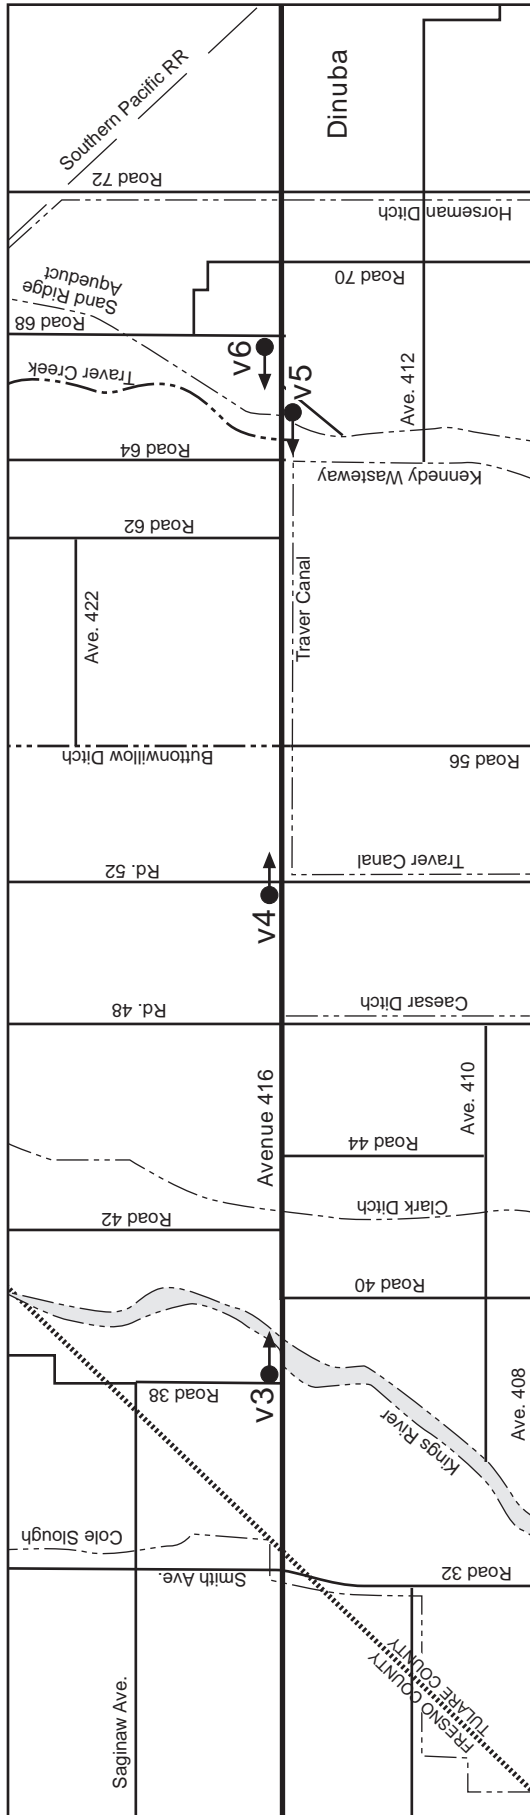 Southern Pacific RR
Dinuba
Road 72
Horseman Ditch
Sand Ridge
Aqueduct
Road 70
Road 68
v6
Traver Creek
v5
Ave. 412
Road 64
Kennedy Wasteway
Road 62
Ave. 422
Traver Canal
Buttonwillow Ditch
Road 56
Rd. 52
Traver Canal
v4
Rd. 48
Caesar Ditch
Avenue 416
Ave. 410
Road 44
Clark Ditch
Road 42
Road 40
Road 38
v3
Kings River
Ave. 408
Cole Slough
Smith Ave.
Road 32
Saginaw Ave.
FRESNO COUNTY
TULARE COUNTY